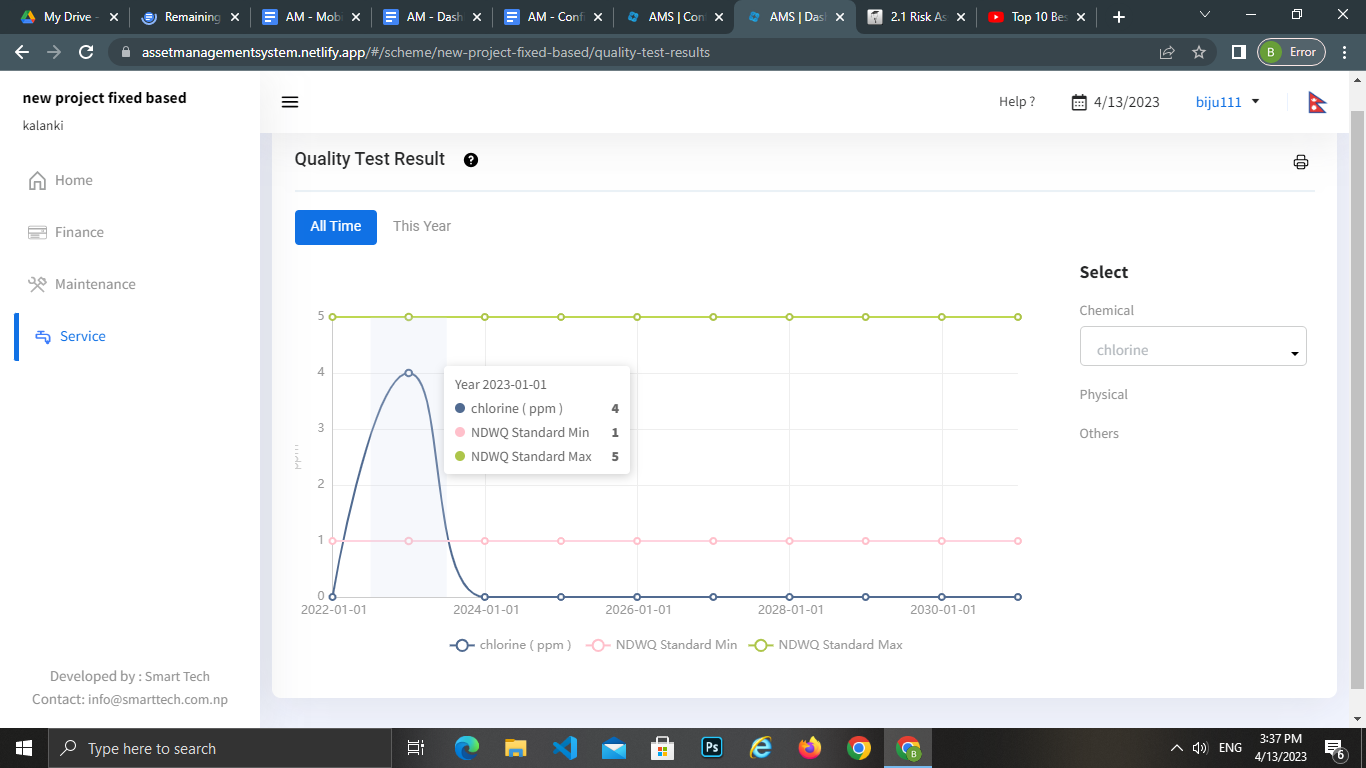 My Drive -
Remaining
AM - Mobi
AM - Dash
AM - Confi
AMS | Con
AMS | Das
2.1 Risk As
Top 10 Bes
assetmanagementsystem.netlify.app/#/scheme/new-project-fixed-based/quality-test-results
B
Error
new project fixed based
kalanki
Home
Finance
Maintenance
Service
Developed by : Smart Tech
Contact: info@smarttech.com.np
Help ?
4/13/2023
biju111
Quality Test Result
?
All Time
This Year
5
4
3
2
1
0
ppm
2022-01-01
2024-01-01
2026-01-01
2028-01-01
2030-01-01
Year 2023-01-01
chlorine ( ppm ) 4
NDWQ Standard Min 1
NDWQ Standard Max 5
chlorine ( ppm )
NDWQ Standard Min
NDWQ Standard Max
Select
Chemical
chlorine
Physical
Others
Type here to search
Ps
B
ENG
3:37 PM
4/13/2023
6